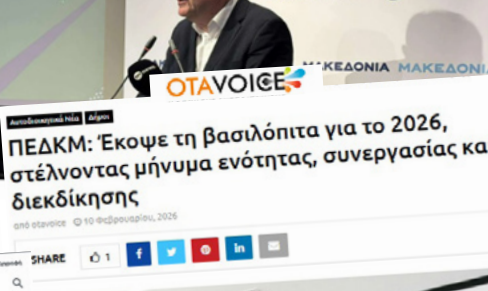 ΜΑΚΕΔΟΝΙΑ ΜΑΚΕΔΟΝΙΑ
OTAVOICE
Αυτοδιοικητικά Νέα Δήμοι
ΠΕΔΚΜ: Έκοψε τη βασιλόπιτα για το 2026,
στέλνοντας μήνυμα ενότητας, συνεργασίας κα
διεκδίκησης
από otavoice 10 Φεβρουαρίου, 2026
SHARE 1